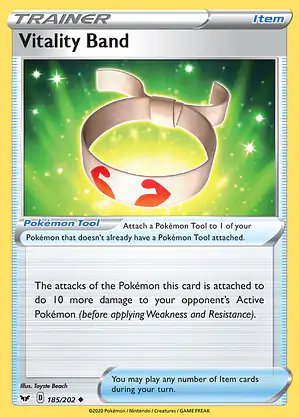 TRAINER Item
Vitality Band
Pokémon Tool
Attach a Pokémon Tool to 1 of your
Pokémon that doesn't already have a Pokémon Tool attached.
The attacks of the Pokémon this card is attached to
do 10 more damage to your opponent's Active
Pokémon (before applying Weakness and Resistance).
Illus. Toyste Beach
D 185/202
You may play any number of Item cards
during your turn.
©2020 Pokémon / Nintendo / Creatures / GAME FREAK